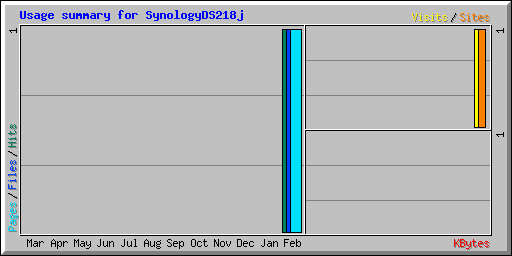 Usage summary for SynologyDS218j
Visits/Sites
1
1
1
Pages/Files/Hits
Mar Apr May Jun Jul Aug Sep Oct Nov Dec Jan Feb
KBytes